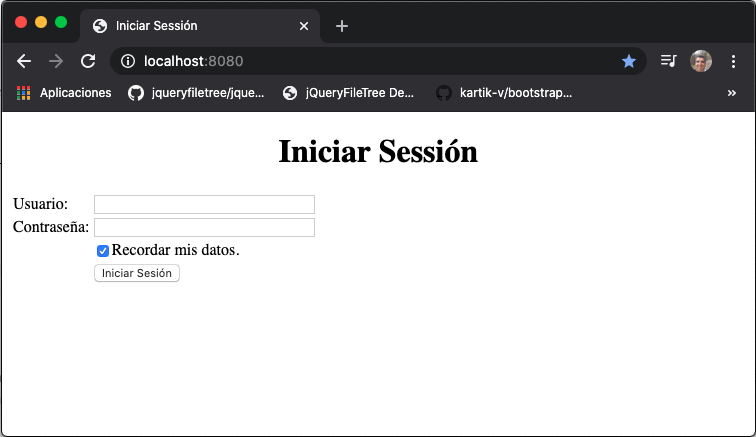 Iniciar Sessión
localhost:8080
Aplicaciones jqueryfiletree/jque... jQueryFileTree De... kartik-v/bootstrap... »
Iniciar Sessión
Usuario:
Contraseña:
Recordar mis datos.
Iniciar Sesión